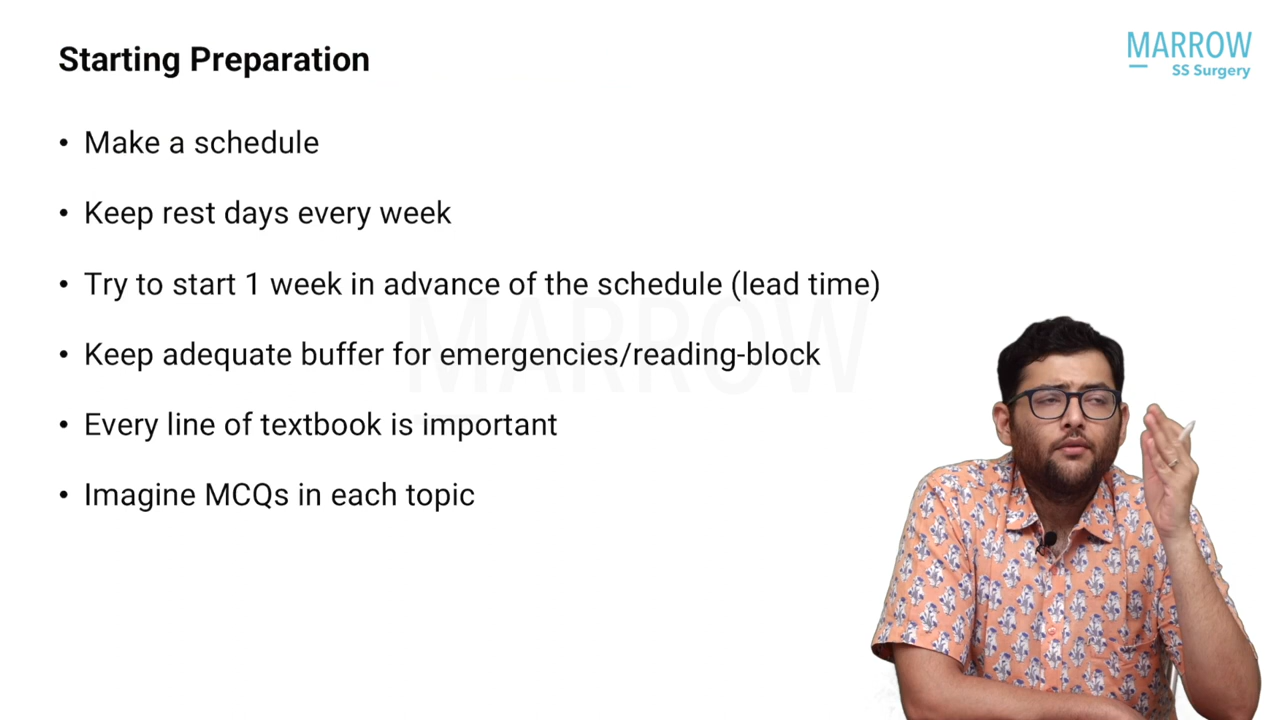 Starting Preparation
MARROW
SS Surgery
• Make a schedule
• Keep rest days every week
• Try to start 1 week in advance of the schedule (lead time)
• Keep adequate buffer for emergencies/reading-block
• Every line of textbook is important
• Imagine MCQs in each topic
MARROW